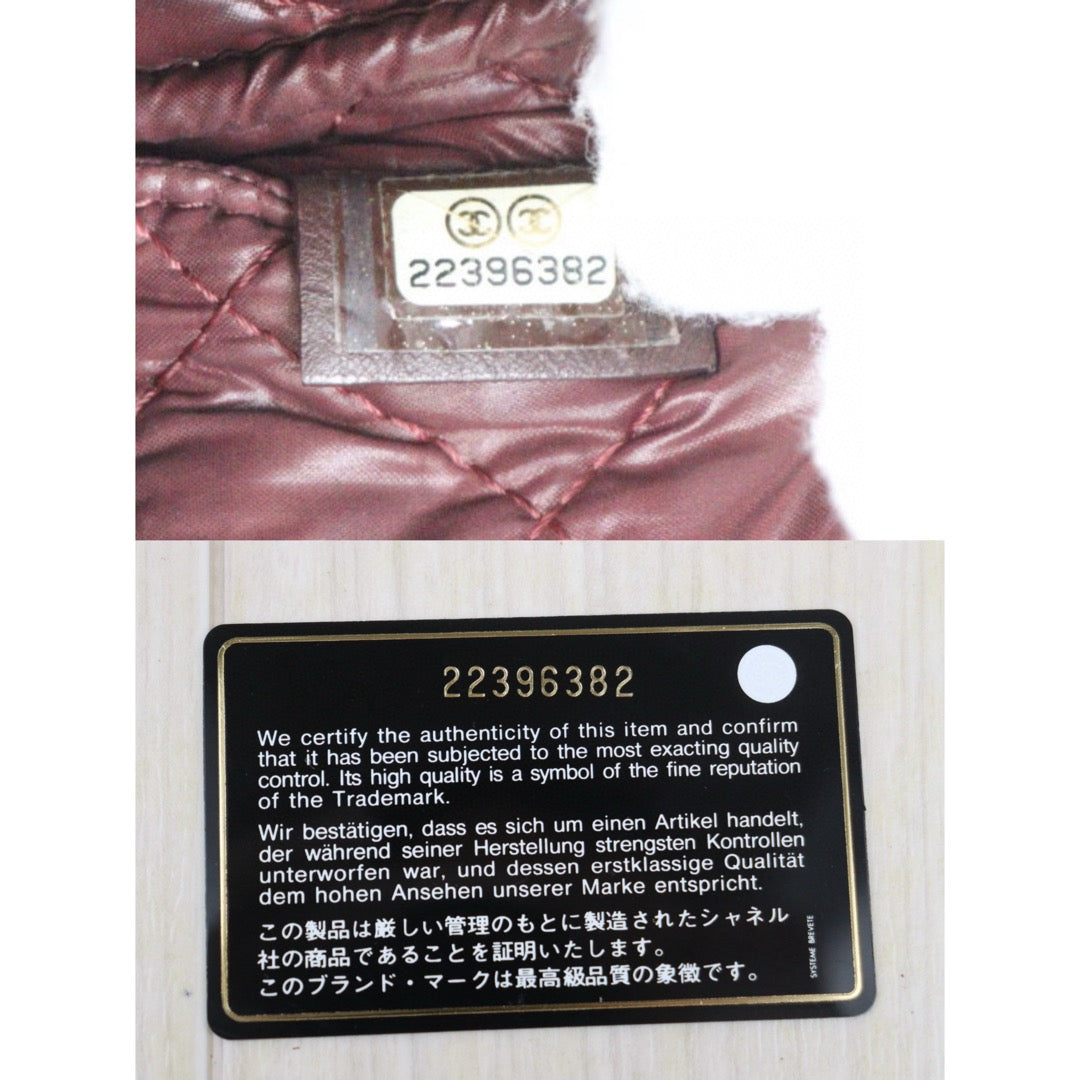 22396382
22396382
We certify the authenticity of this item and confirm
that it has been subjected to the most exacting quality
control. Its high quality is a symbol of the fine reputation
of the Trademark.
Wir bestätigen, dass es sich um einen Artikel handelt,
der während seiner Herstellung strengsten Kontrollen
unterworfen war, und dessen erstklassige Qualität
dem hohen Ansehen unserer Marke entspricht.
この製品は厳しい管理のもとに製造されたシャネル
社の商品であることを証明いたします。
このブランド・マークは最高級品質の象徴です。
SYSTEME BREVETE